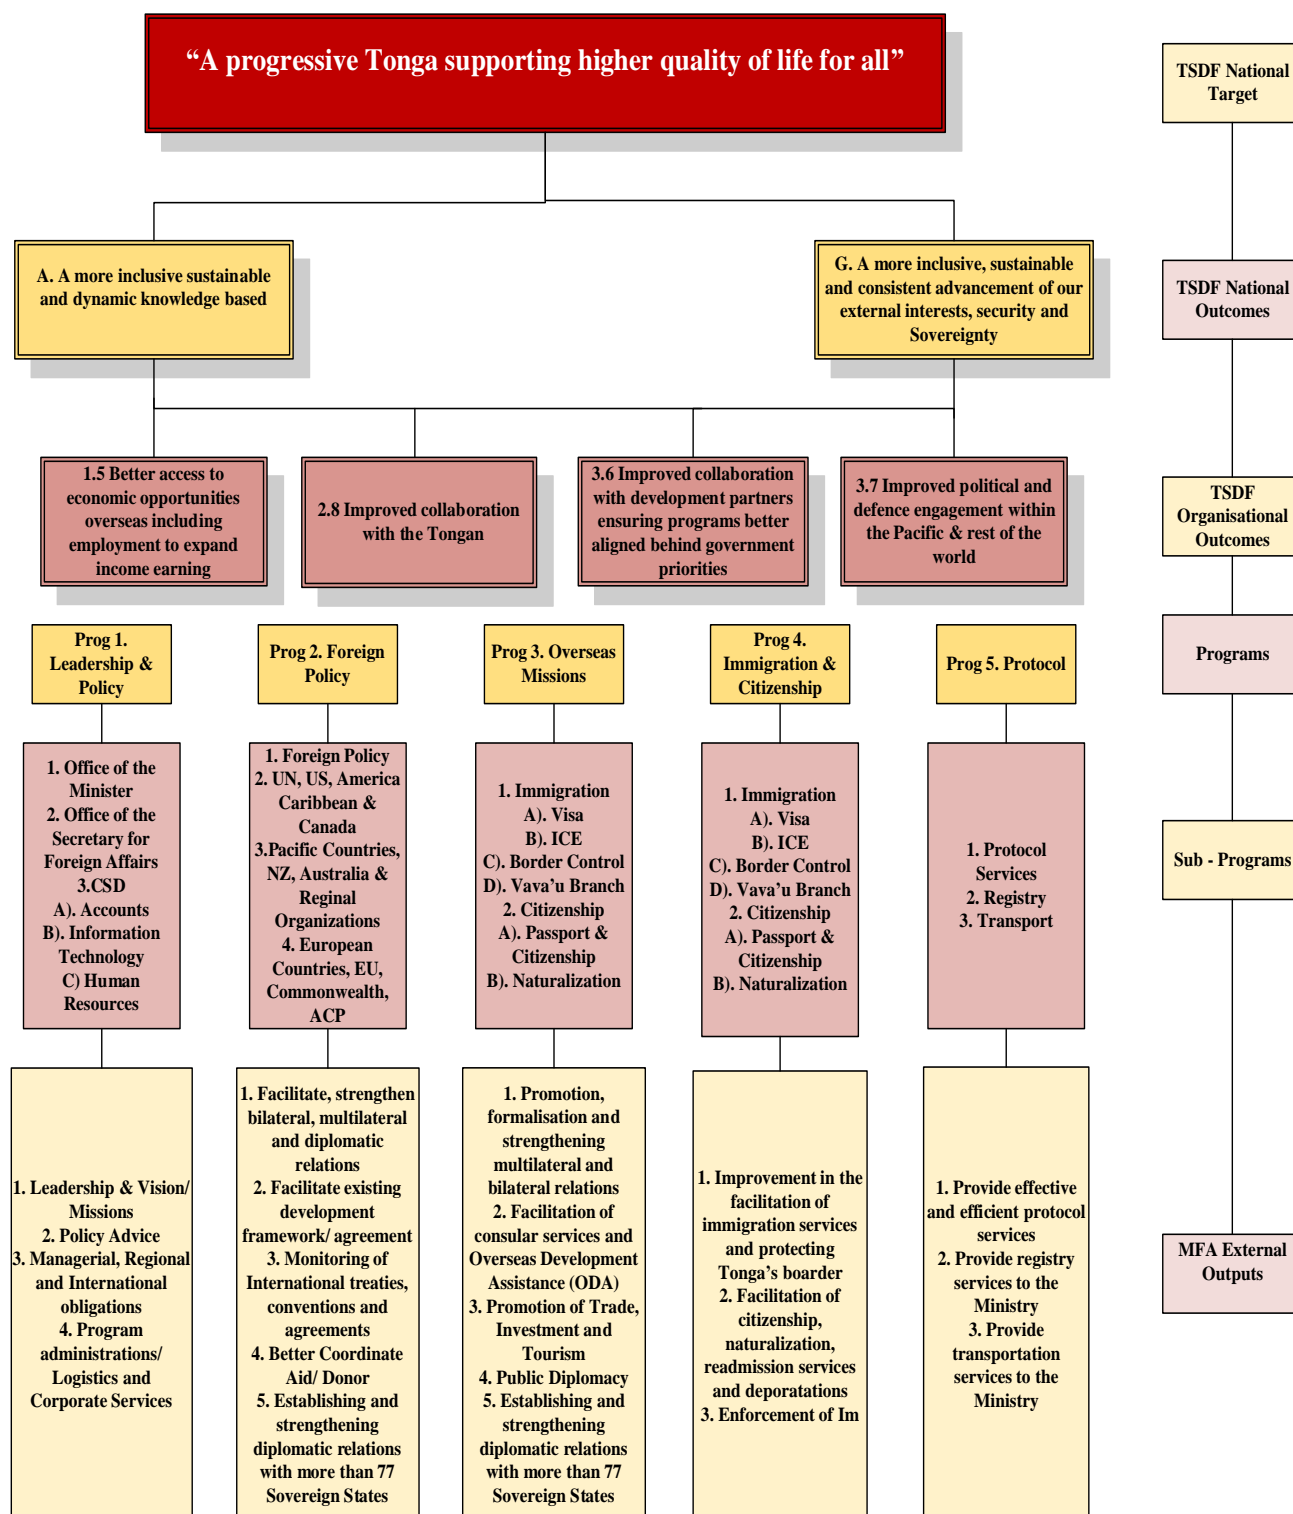 “A progressive Tonga supporting higher quality of life for all”
TSDF National
Target
A. A more inclusive sustainable
and dynamic knowledge based
G. A more inclusive, sustainable
and consistent advancement of our
external interests, security and
Sovereignty
TSDF National
Outcomes
1.5 Better access to
economic opportunities
overseas including
employment to expand
income earning
2.8 Improved collaboration
with the Tongan
3.6 Improved collaboration
with development partners
ensuring programs better
aligned behind government
priorities
3.7 Improved political and
defence engagement within
the Pacific & rest of the
world
TSDF
Organisational
Outcomes
Prog 1.
Leadership &
Policy
Prog 2. Foreign
Policy
Prog 3. Overseas
Missions
Prog 4.
Immigration &
Citizenship
Prog 5. Protocol
Programs
1. Office of the
Minister
2. Office of the
Secretary for
Foreign Affairs
3.CSD
A). Accounts
B). Information
Technology
C) Human
Resources
1. Foreign Policy
2. UN, US, America
Caribbean &
Canada
3.Pacific Countries,
NZ, Australia &
Reginal
Organizations
4. European
Countries, EU,
Commonwealth,
ACP
1. Immigration
A). Visa
B). ICE
C). Border Control
D). Vava’u Branch
2. Citizenship
A). Passport &
Citizenship
B). Naturalization
1. Immigration
A). Visa
B). ICE
C). Border Control
D). Vava’u Branch
2. Citizenship
A). Passport &
Citizenship
B). Naturalization
1. Protocol
Services
2. Registry
3. Transport
Sub - Programs
1. Leadership & Vision/
Missions
2. Policy Advice
3. Managerial, Regional
and International
obligations
4. Program
administrations/
Logistics and
Corporate Services
1. Facilitate, strengthen
bilateral, multilateral
and diplomatic
relations
2. Facilitate existing
development
framework/ agreement
3. Monitoring of
International treaties,
conventions and
agreements
4. Better Coordinate
Aid/ Donor
5. Establishing and
strengthening
diplomatic relations
with more than 77
Sovereign States
1. Promotion,
formalisation and
strengthening
multilateral and
bilateral relations
2. Facilitation of
consular services and
Overseas Development
Assistance (ODA)
3. Promotion of Trade,
Investment and
Tourism
4. Public Diplomacy
5. Establishing and
strengthening
diplomatic relations
with more than 77
Sovereign States
1. Improvement in the
facilitation of
immigration services
and protecting
Tonga’s boarder
2. Facilitation of
citizenship,
naturalization,
readmission services
and deporatations
3. Enforcement of Im
1. Provide effective
and efficient protocol
services
2. Provide registry
services to the
Ministry
3. Provide
transportation
services to the
Ministry
MFA External
Outputs